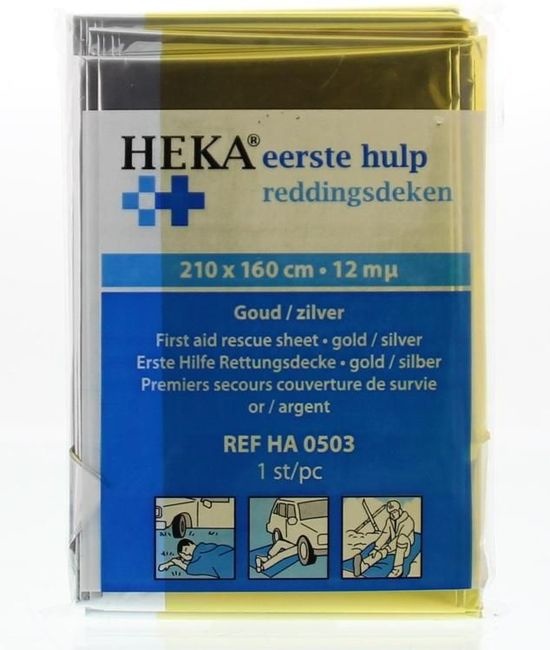 HEKA® eerste hulp
reddingsdeken
210 x 160 cm • 12 mµ
Goud / zilver
First aid rescue sheet • gold / silver
Erste Hilfe Rettungsdecke • gold / silber
Premiers secours couverture de survie
or / argent
REF HA 0503
1 st/pc